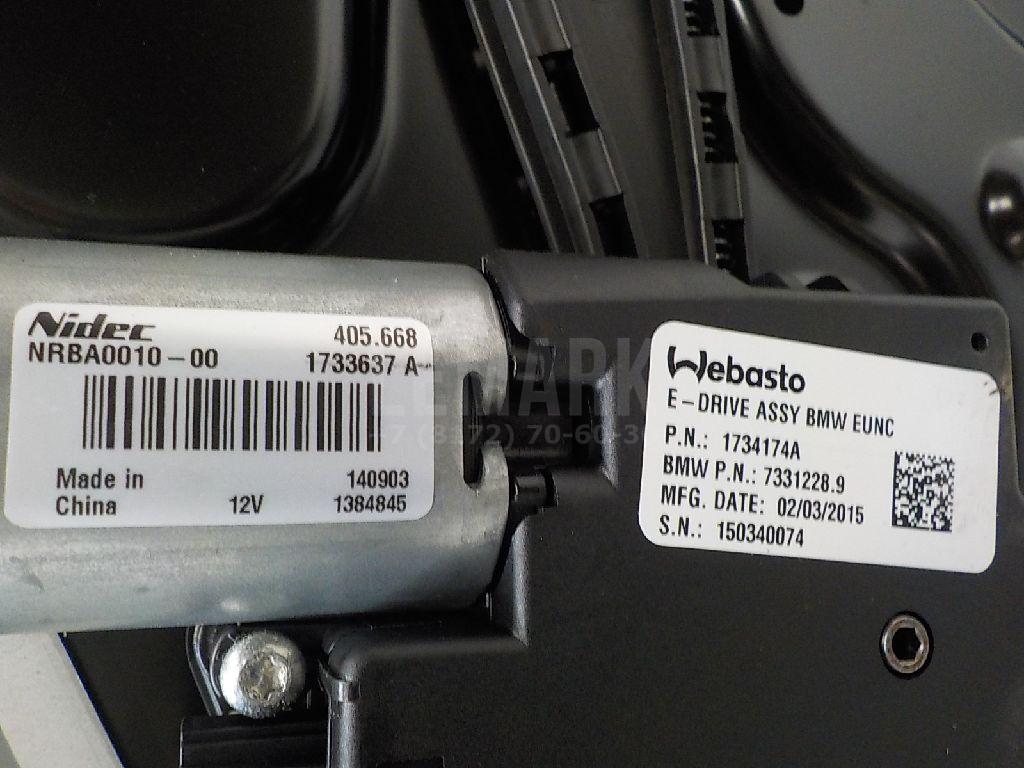 Nidec
405.668
NRBA0010-00
1733637 A
Made in
140903
China
12V
1384845
Webasto
E-DRIVE ASSY BMW EUNC
P.N.: 1734174A
BMW P.N.: 7331228.9
MFG. DATE: 02/03/2015
S.N.: 150340074